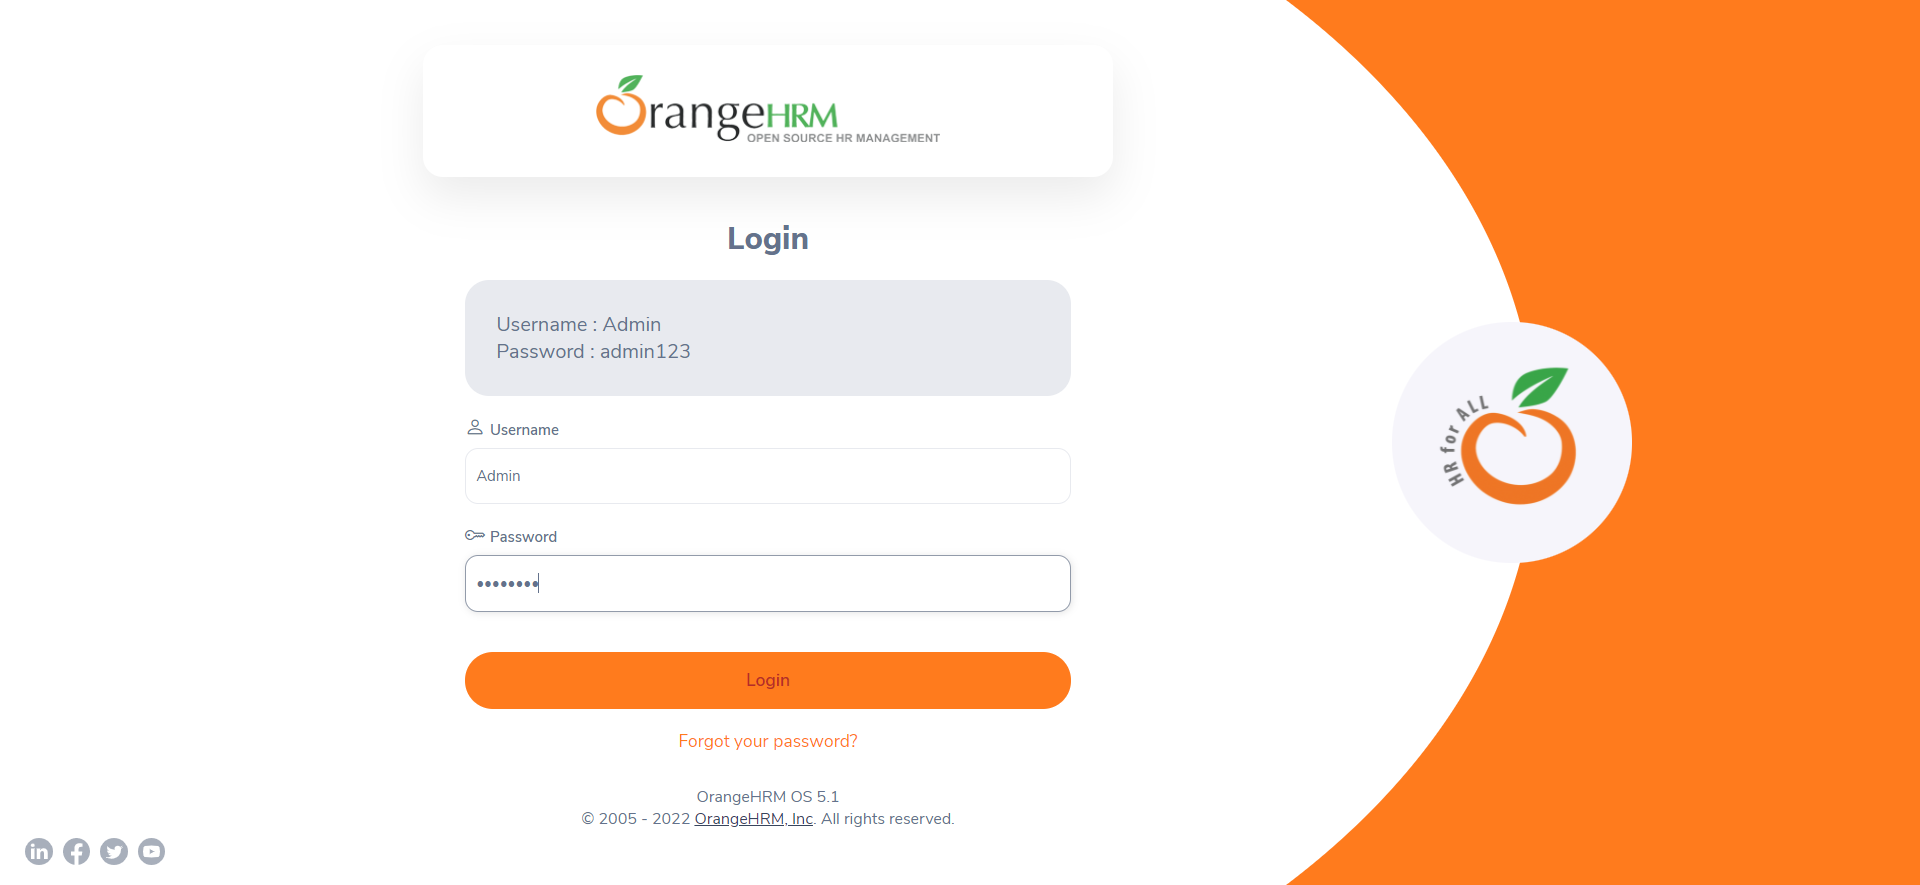 OrangeHRM
OPEN SOURCE HR MANAGEMENT
Login
Username : Admin
Password : admin123
Username
Admin
Password
••••••••
Login
Forgot your password?
OrangeHRM OS 5.1
© 2005 - 2022 OrangeHRM, Inc. All rights reserved.
HR for ALL